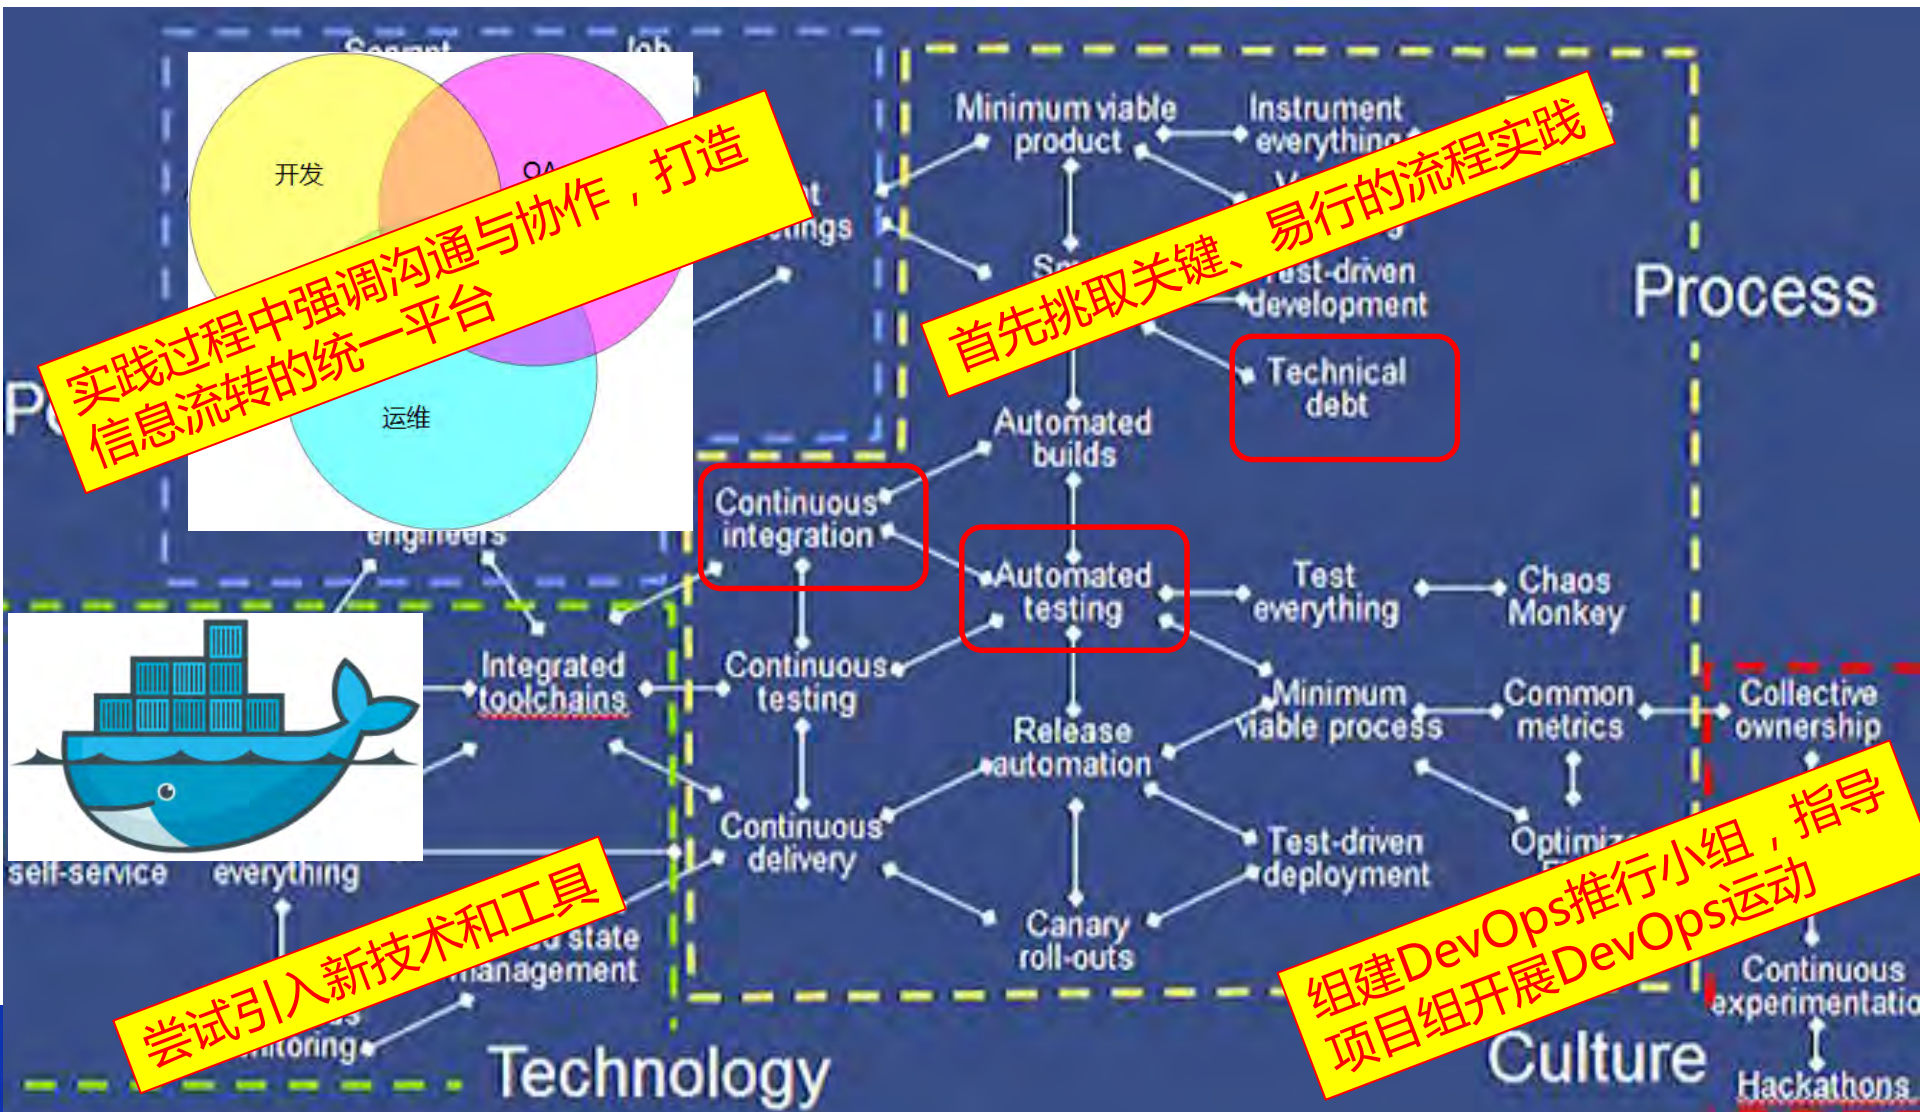 开发
运维
实践过程中强调沟通与协作，打造
信息流转的统一平台
首先挑取关键、易行的流程实践
Minimum viable
product
Instrument
everything
Process
development
Technical
debt
Automated
builds
Continuous
integration
Automated
testing
Test
everything
Chaos
Monkey
engineers
Integrated
toolchains
Continuous
testing
Release
automation
Minimum
viable process
Common
metrics
Collective
ownership
Continuous
delivery
Test-driven
deployment
Canary
roll-outs
self-service
everything
state
尝试引入新技术和工具
组建DevOps推行小组，指导
项目组开展DevOps运动
Continuous
Technology
Culture
Hackathons